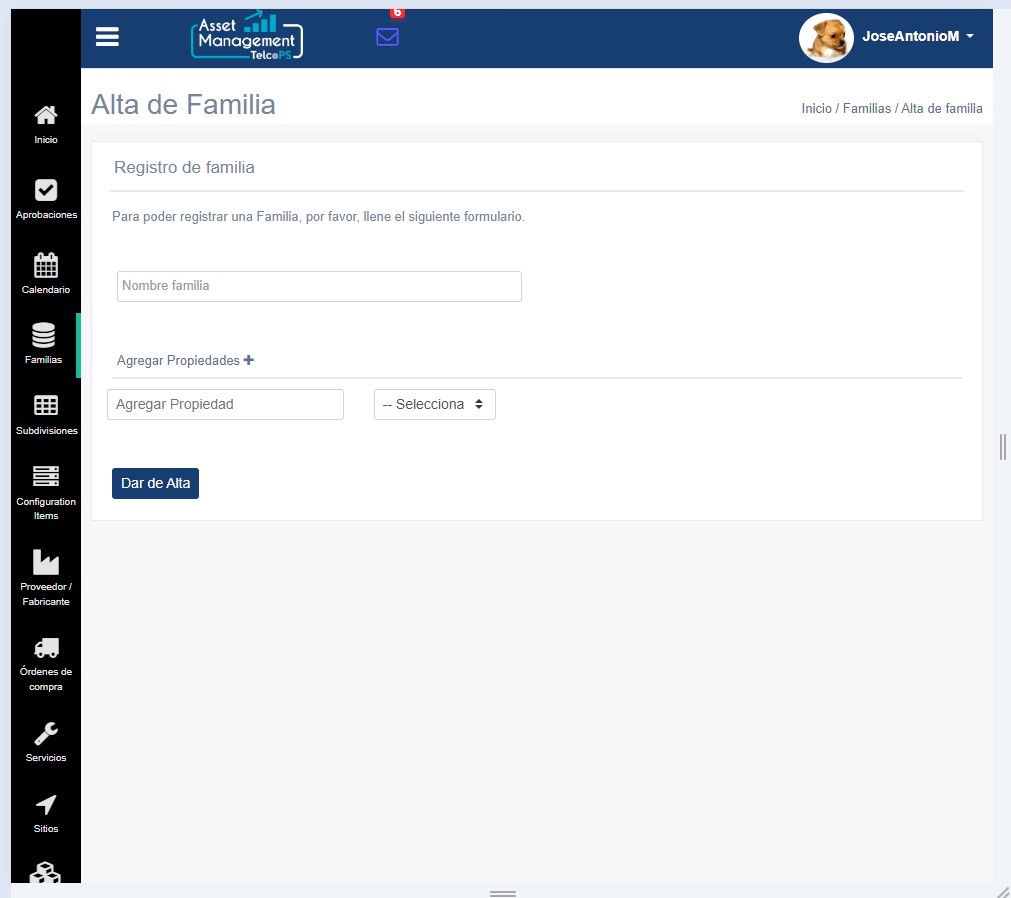 Asset
Management
TelcoPS
6
JoseAntonioM
Inicio
Aprobaciones
Calendario
Familias
Subdivisiones
Configuration
Items
Proveedor /
Fabricante
Órdenes de
compra
Servicios
Sitios
Alta de Familia
Inicio / Familias / Alta de familia
Registro de familia
Para poder registrar una Familia, por favor, llene el siguiente formulario.
Nombre familia
Agregar Propiedades +
Agregar Propiedad
-- Selecciona
Dar de Alta